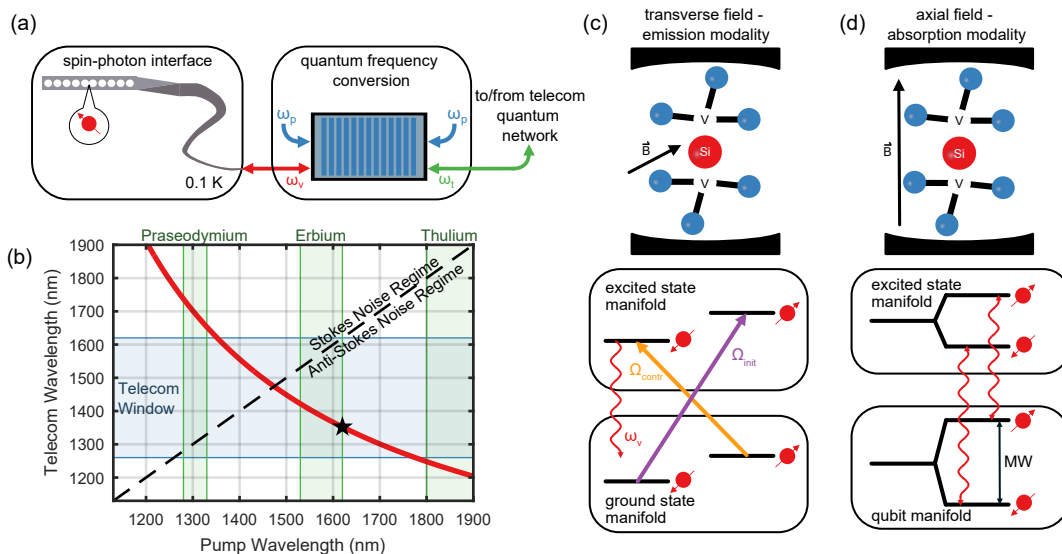 (a)
spin-photon interface
0.1 K
quantum frequency
conversion
ωp
ωp
ωv
ωt
to/from telecom
quantum
network
(b)
Praseodymium
Erbium
Thulium
Telecom Wavelength (nm)
1900
1800
1700
1600
1500
1400
1300
1200
Stokes Noise Regime
Anti-Stokes Noise Regime
Telecom
Window
1200
1300
1400
1500
1600
1700
1800
1900
Pump Wavelength (nm)
(c)
transverse field -
emission modality
V
Si
B
V
excited state
manifold
Ωinit
Ωcontr
ωv
ground state
manifold
(d)
axial field -
absorption modality
V
B
Si
V
excited state
manifold
MW
qubit manifold